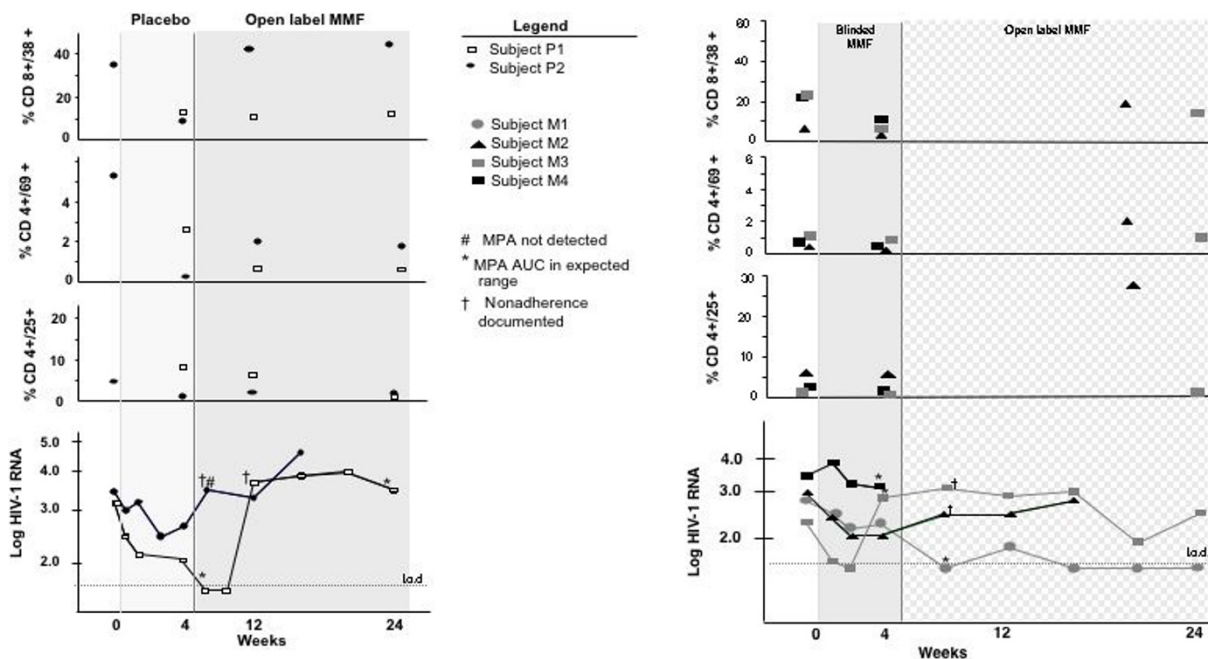 Placebo Open label MMF
% CD 8+/38 +
40
20
0
% CD 4+/69 +
4
2
0
% CD 4+/25+
20
10
0
Log HIV-1 RNA
5.0
4.0
3.0
2.0
†#
†
*
*
l.o.d
0 4 12 24
Weeks
Legend
Subject P1
Subject P2
Subject M1
Subject M2
Subject M3
Subject M4
# MPA not detected
* MPA AUC in expected
range
† Nonadherence
documented
Blinded
MMF
Open label MMF
% CD 8+/38 +
60
40
20
0
% CD 4+/69 +
6
4
2
0
% CD 4+/25+
30
20
10
0
Log HIV-1 RNA
4.0
3.0
2.0
*
*
†
†
*
l.o.d
0 4 12 24
Weeks